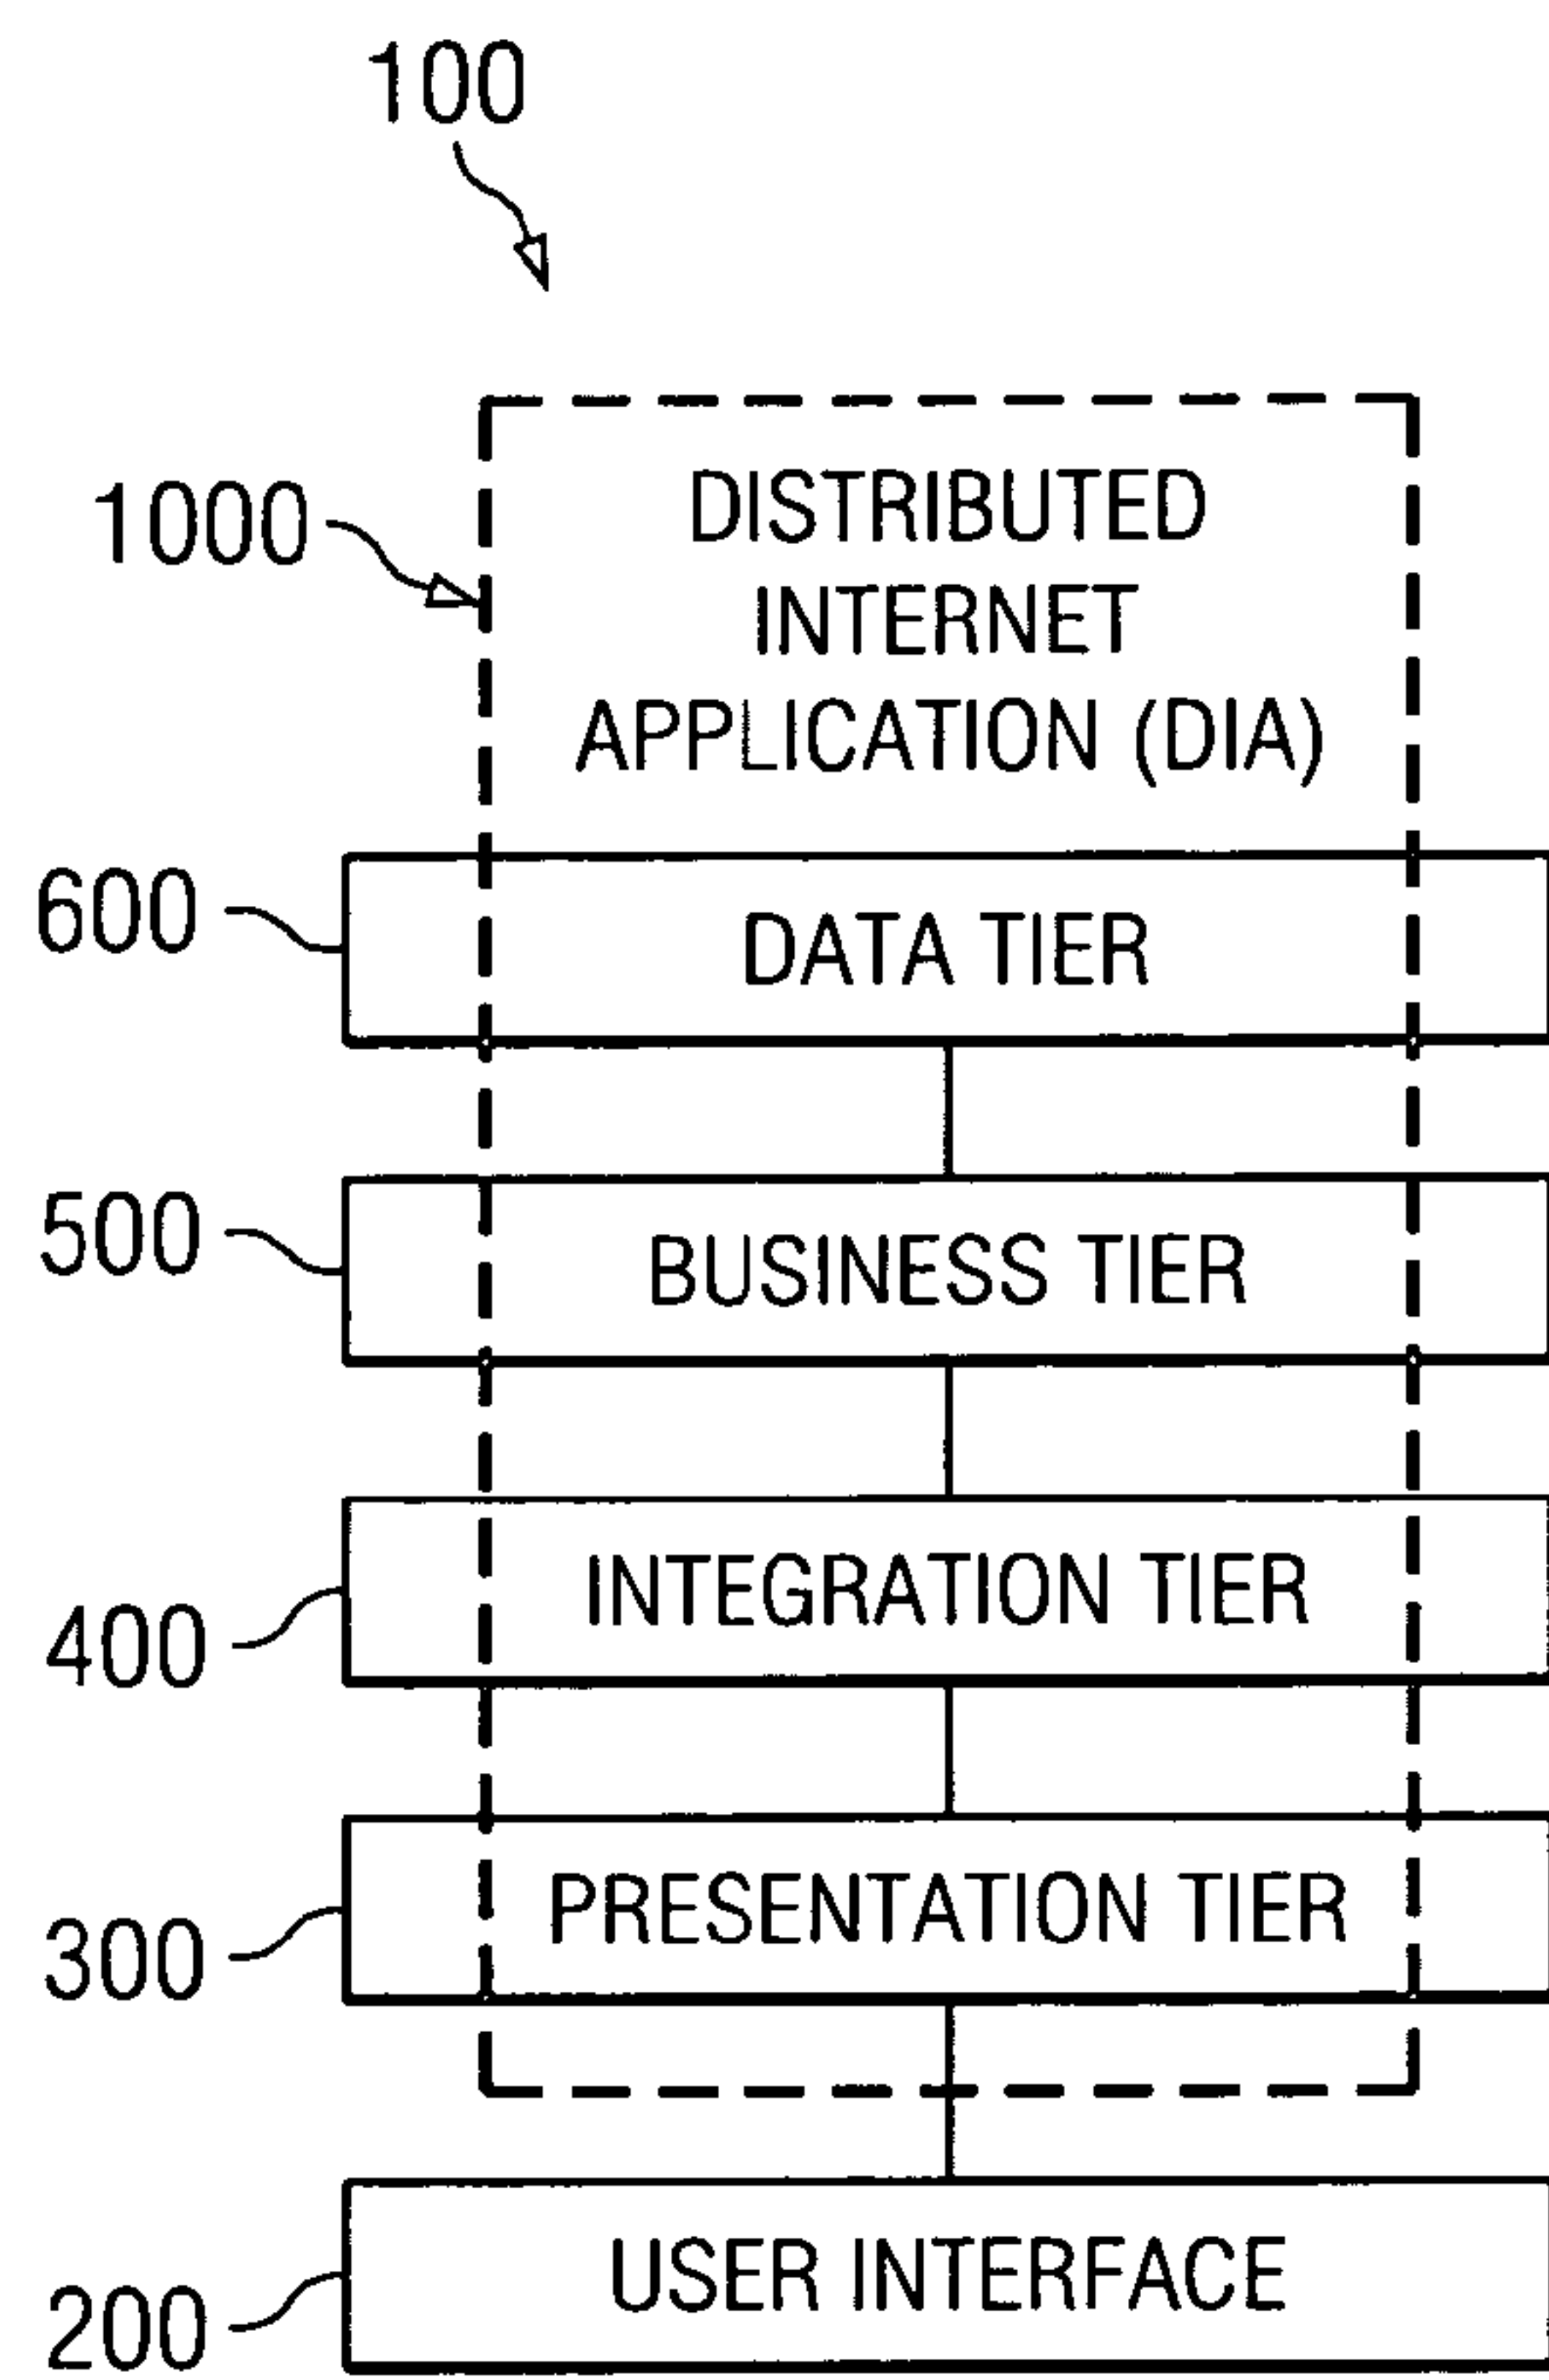 100
1000
DISTRIBUTED
INTERNET
APPLICATION (DIA)
600
DATA TIER
500
BUSINESS TIER
400
INTEGRATION TIER
300
PRESENTATION TIER
200
USER INTERFACE